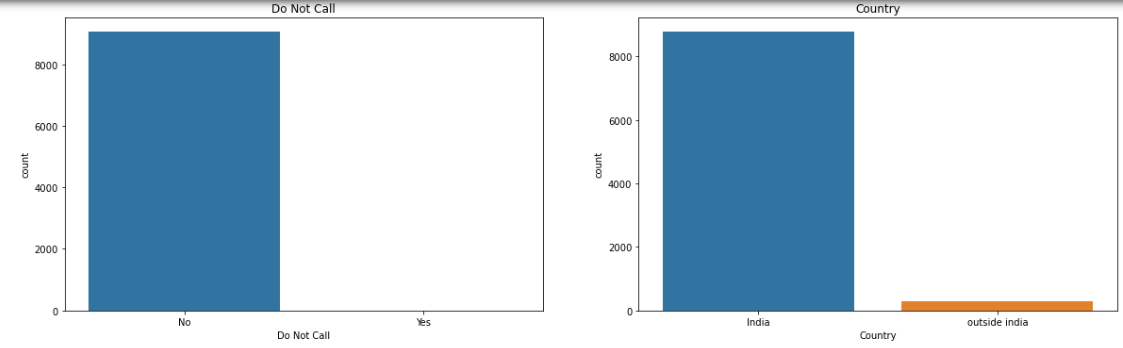 Do Not Call
8000
6000
4000
2000
0
count
No
Yes
Do Not Call
Country
8000
6000
4000
2000
0
count
India
outside india
Country